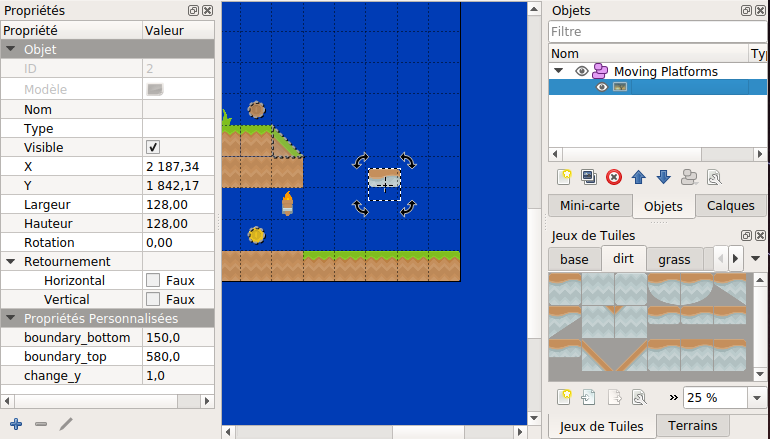 Propriétés
Propriété Valeur
Objet
ID 2
Modèle
Nom
Type
Visible
X 2 187,34
Y 1 842,17
Largeur 128,00
Hauteur 128,00
Rotation 0,00
Retournement
Horizontal Faux
Vertical Faux
Propriétés Personnalisées
boundary_bottom 150,0
boundary_top 580,0
change_y 1,0
Objets
Filtre
Nom
Moving Platforms
Mini-carte Objets Calques
Jeux de Tuiles
base dirt grass
» 25 %
Jeux de Tuiles Terrains